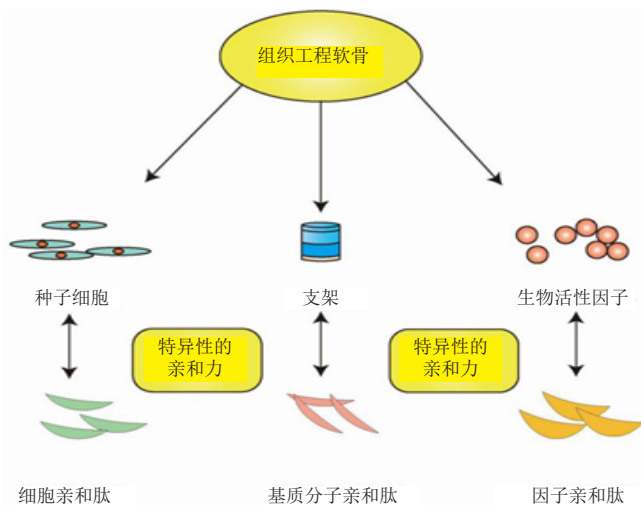 组织工程软骨
种子细胞
支架
生物活性因子
特异性的
亲和力
特异性的
亲和力
细胞亲和肽
基质分子亲和肽
因子亲和肽